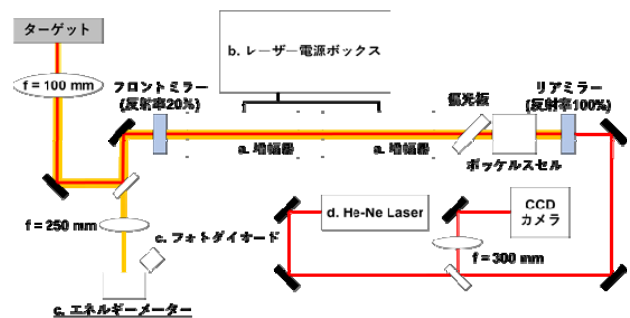 ターゲット
b. レーザー電源ボックス
f = 100 mm
フロントミラー
(反射率20%)
偏光板
リアミラー
(反射率100%)
a. 増幅器
a. 増幅器
ポッケルスセル
d. He-Ne Laser
CCD
カメラ
f = 250 mm
c. フォトダイオード
f = 300 mm
c. エネルギーメーター